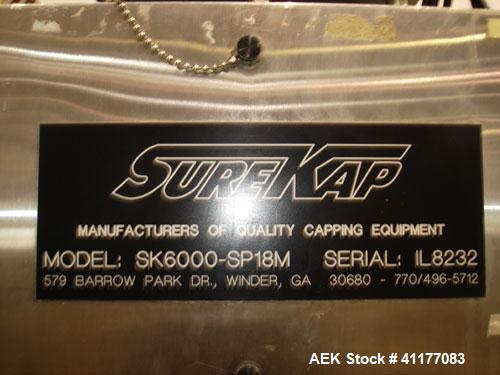 SUREKAP
MANUFACTURERS OF QUALITY CAPPING EQUIPMENT
MODEL: SK6000-SP18M SERIAL: IL8232
579 BARROW PARK DR., WINDER, GA 30680 - 770/496-5712
AEK Stock # 41177083